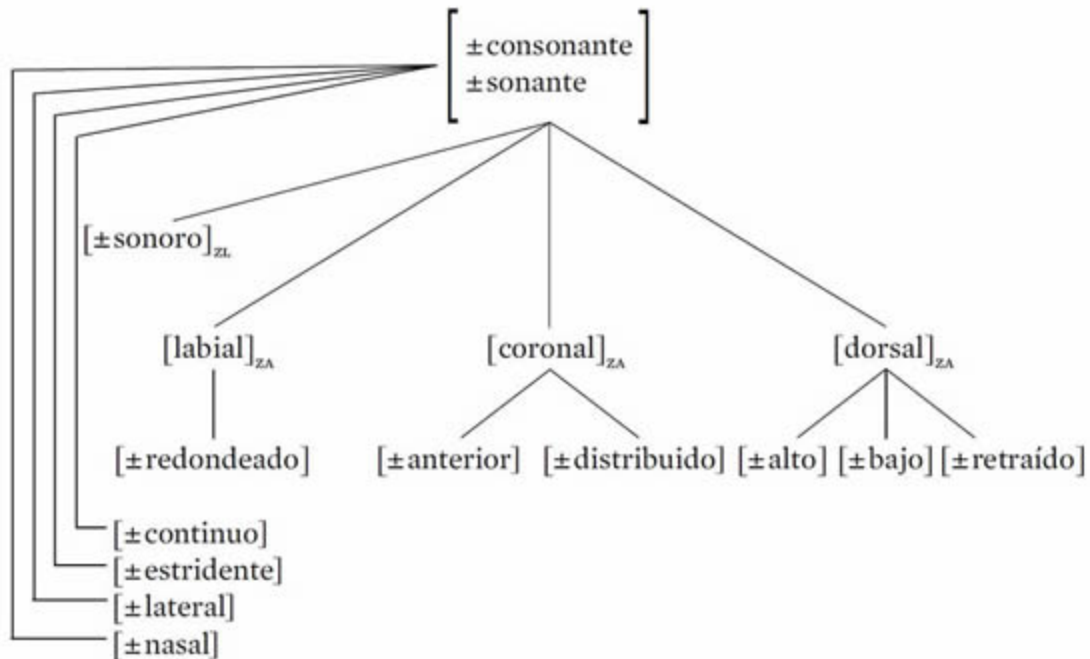 ±consonante
±sonante
[±sonoro]ZL
[labial]ZA [coronal]ZA [dorsal]ZA
[±redondeado] [±anterior] [±distribuido] [±alto] [±bajo] [±retraído]
[±continuo]
[±estridente]
[±lateral]
[±nasal]